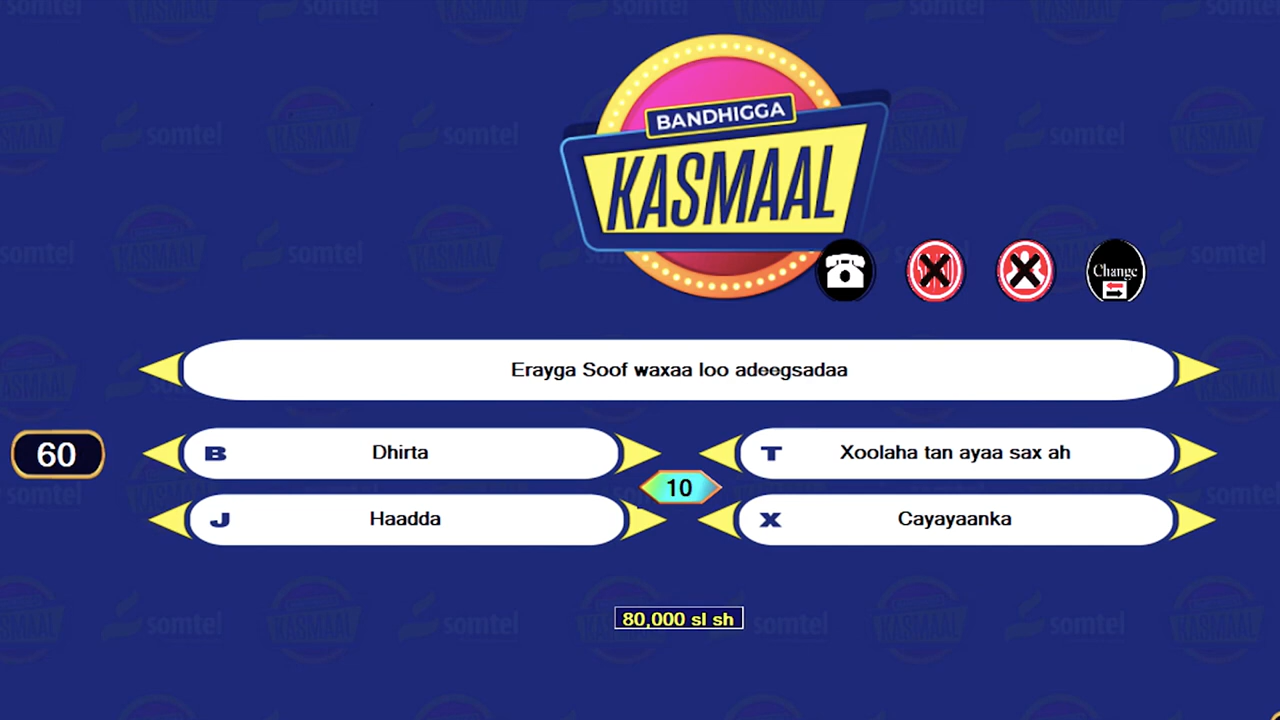 BANDHIGGA
KASMAAL
Change
Erayga Soof waxaa loo adeegsadaa
60
B Dhirta
T Xoolaha tan ayaa sax ah
10
J Haadda
X Cayayaanka
80,000 sl sh
somtel